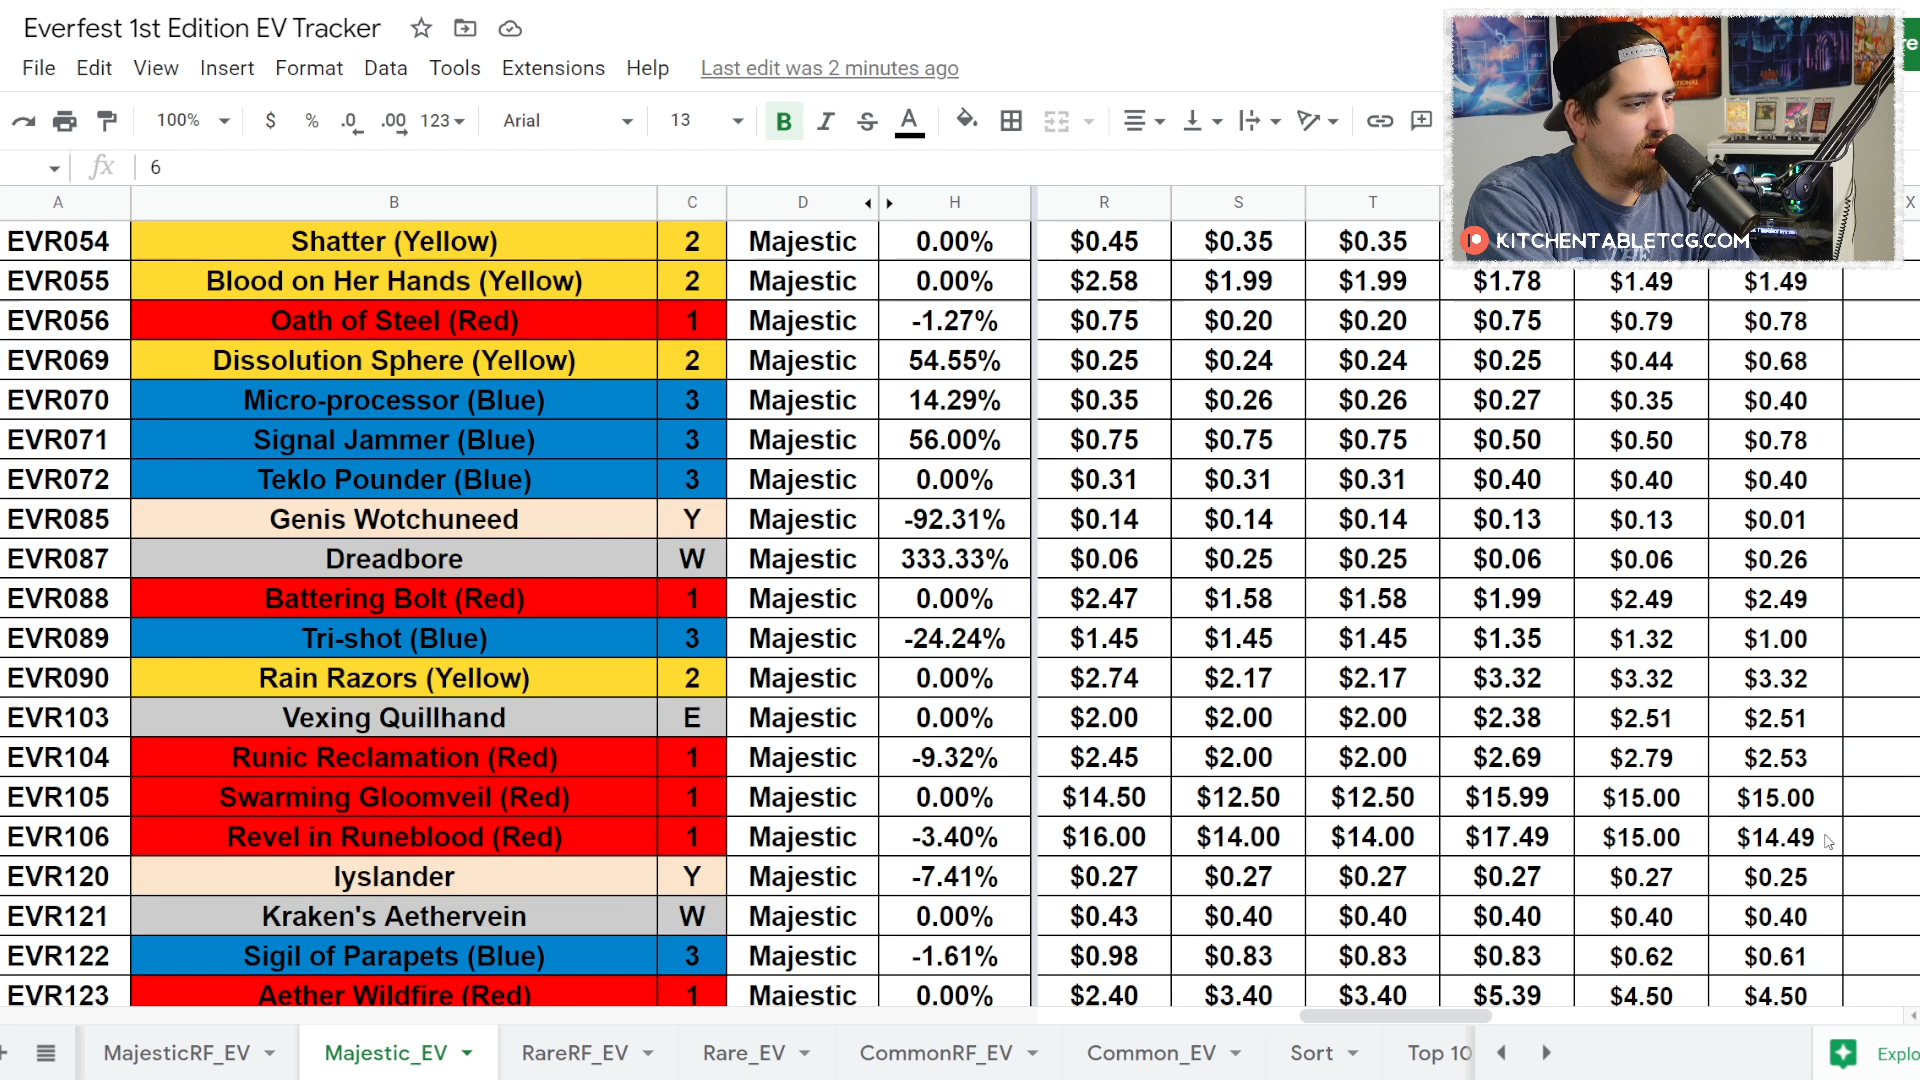 Everfest 1st Edition EV Tracker
File Edit View Insert Format Data Tools Extensions Help Last edit was 2 minutes ago
100% $ % .0 .00 123 Arial 13 B I S A
fx 6
A B C D H R S T X
EVR054 Shatter (Yellow) 2 Majestic 0.00% $0.45 $0.35 $0.35
EVR055 Blood on Her Hands (Yellow) 2 Majestic 0.00% $2.58 $1.99 $1.99 $1.78 $1.49 $1.49
EVR056 Oath of Steel (Red) 1 Majestic -1.27% $0.75 $0.20 $0.20 $0.75 $0.79 $0.78
EVR069 Dissolution Sphere (Yellow) 2 Majestic 54.55% $0.25 $0.24 $0.24 $0.25 $0.44 $0.68
EVR070 Micro-processor (Blue) 3 Majestic 14.29% $0.35 $0.26 $0.26 $0.27 $0.35 $0.40
EVR071 Signal Jammer (Blue) 3 Majestic 56.00% $0.75 $0.75 $0.75 $0.50 $0.50 $0.78
EVR072 Teklo Pounder (Blue) 3 Majestic 0.00% $0.31 $0.31 $0.31 $0.40 $0.40 $0.40
EVR085 Genis Wotchuneed Y Majestic -92.31% $0.14 $0.14 $0.14 $0.13 $0.13 $0.01
EVR087 Dreadbore W Majestic 333.33% $0.06 $0.25 $0.25 $0.06 $0.06 $0.26
EVR088 Battering Bolt (Red) 1 Majestic 0.00% $2.47 $1.58 $1.58 $1.99 $2.49 $2.49
EVR089 Tri-shot (Blue) 3 Majestic -24.24% $1.45 $1.45 $1.45 $1.35 $1.32 $1.00
EVR090 Rain Razors (Yellow) 2 Majestic 0.00% $2.74 $2.17 $2.17 $3.32 $3.32 $3.32
EVR103 Vexing Quillhand E Majestic 0.00% $2.00 $2.00 $2.00 $2.38 $2.51 $2.51
EVR104 Runic Reclamation (Red) 1 Majestic -9.32% $2.45 $2.00 $2.00 $2.69 $2.79 $2.53
EVR105 Swarming Gloomveil (Red) 1 Majestic 0.00% $14.50 $12.50 $12.50 $15.99 $15.00 $15.00
EVR106 Revel in Runeblood (Red) 1 Majestic -3.40% $16.00 $14.00 $14.00 $17.49 $15.00 $14.49
EVR120 Iyslander Y Majestic -7.41% $0.27 $0.27 $0.27 $0.27 $0.27 $0.25
EVR121 Kraken's Aethervein W Majestic 0.00% $0.43 $0.40 $0.40 $0.40 $0.40 $0.40
EVR122 Sigil of Parapets (Blue) 3 Majestic -1.61% $0.98 $0.83 $0.83 $0.83 $0.62 $0.61
EVR123 Aether Wildfire (Red) 1 Majestic 0.00% $2.40 $3.40 $3.40 $5.39 $4.50 $4.50
MajesticRF_EV Majestic_EV RareRF_EV Rare_EV CommonRF_EV Common_EV Sort Top 10 Explo
KITCHENTABLETCG.COM